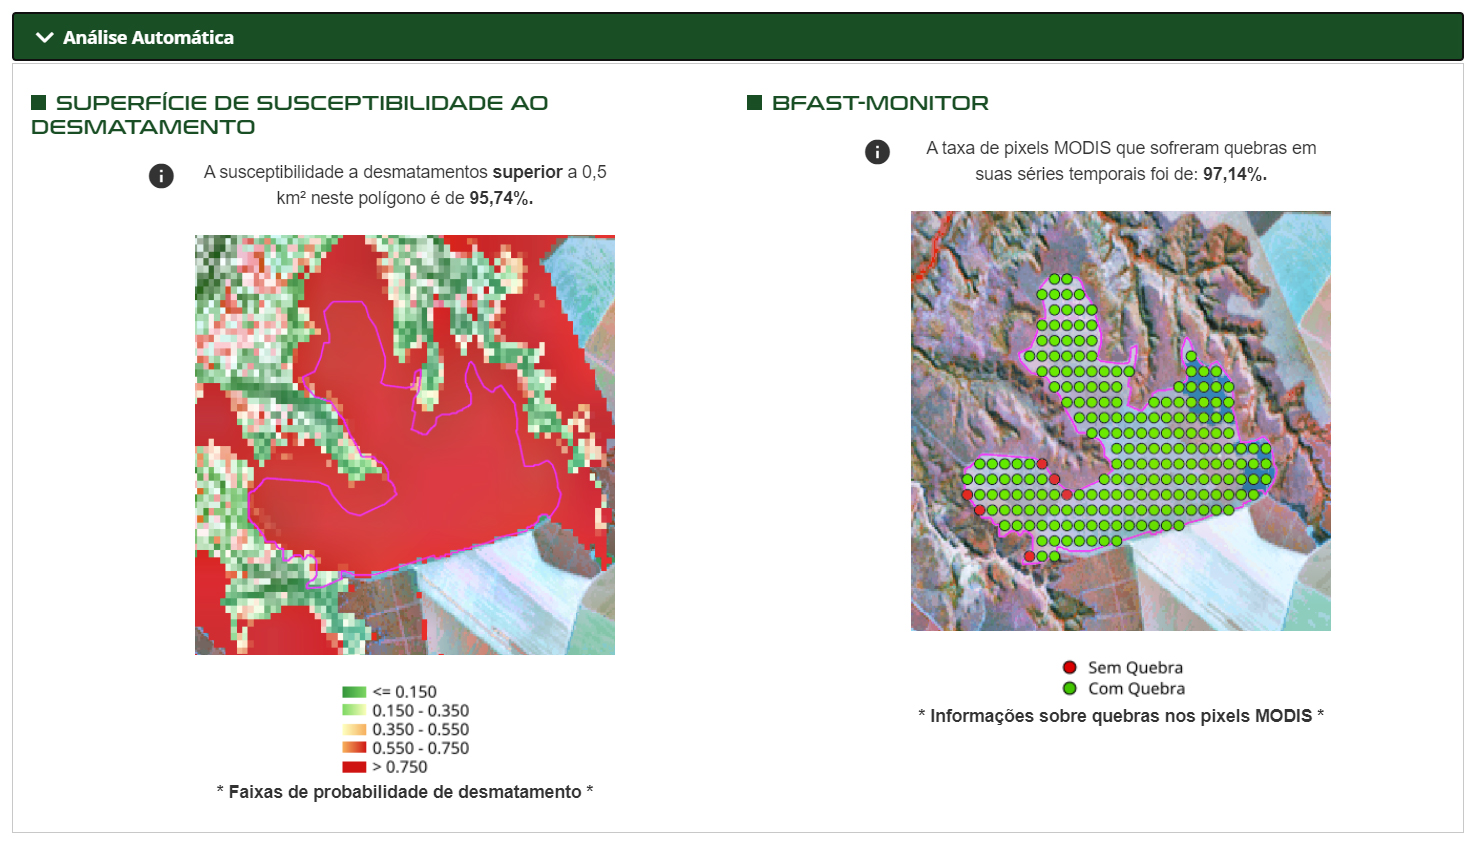 Análise Automática
SUPERFÍCIE DE SUSCEPTIBILIDADE AO
DESMATAMENTO
A susceptibilidade a desmatamentos superior a 0,5
km² neste polígono é de 95,74%.
<= 0.150
0.150 - 0.350
0.350 - 0.550
0.550 - 0.750
> 0.750
* Faixas de probabilidade de desmatamento *
BFAST-MONITOR
A taxa de pixels MODIS que sofreram quebras em
suas séries temporais foi de: 97,14%.
Sem Quebra
Com Quebra
* Informações sobre quebras nos pixels MODIS *